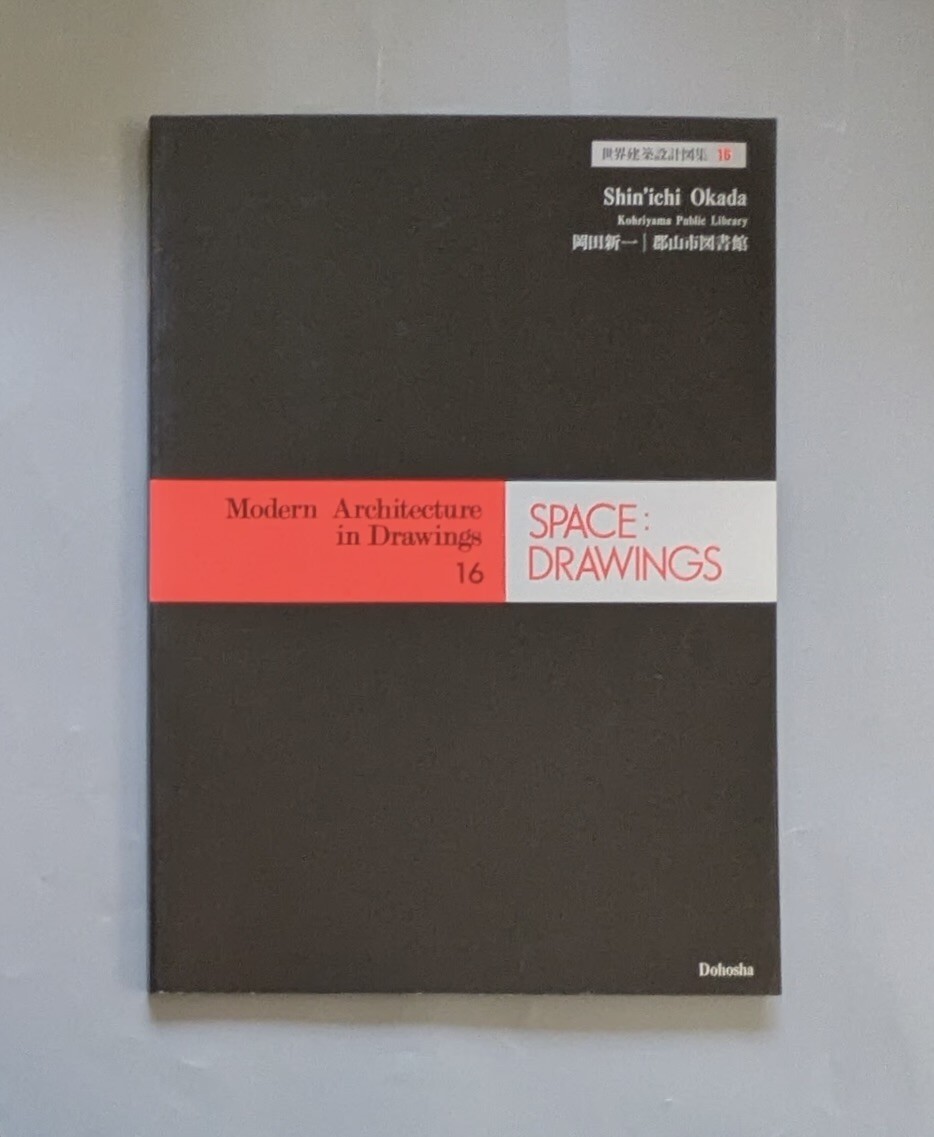 世界建築設計図集 16
Shin'ichi Okada
Kohriyama Public Library
岡田新一｜郡山市図書館
Modern Architecture
in Drawings
16
SPACE:
DRAWINGS
Dohosha